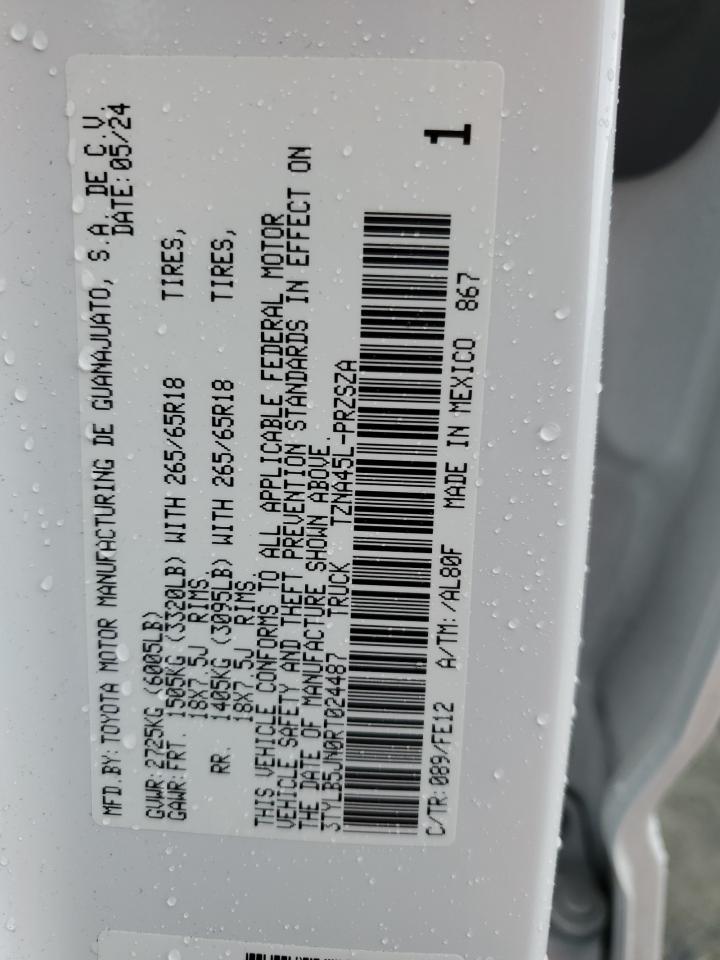 MFD.BY: TOYOTA MOTOR MANUFACTURING DE GUANAJUATO, S.A. DE C.V.
DATE: 05/24
GVWR: 2725KG (6005LB)
GAWR: FRT. 1505KG (3320LB) WITH 265/65R18 TIRES,
18X7.5J RIMS.
RR. 1405KG (3095LB) WITH 265/65R18 TIRES,
18X7.5J RIMS.
THIS VEHICLE CONFORMS TO ALL APPLICABLE FEDERAL MOTOR
VEHICLE SAFETY AND THEFT PREVENTION STANDARDS IN EFFECT ON
THE DATE OF MANUFACTURE SHOWN ABOVE.
3TYLB5JN0RT024487 TRUCK TZNA45L-PRZSZA
1
C/TR: 089/FE12 A/TM: /AL80F MADE IN MEXICO 867